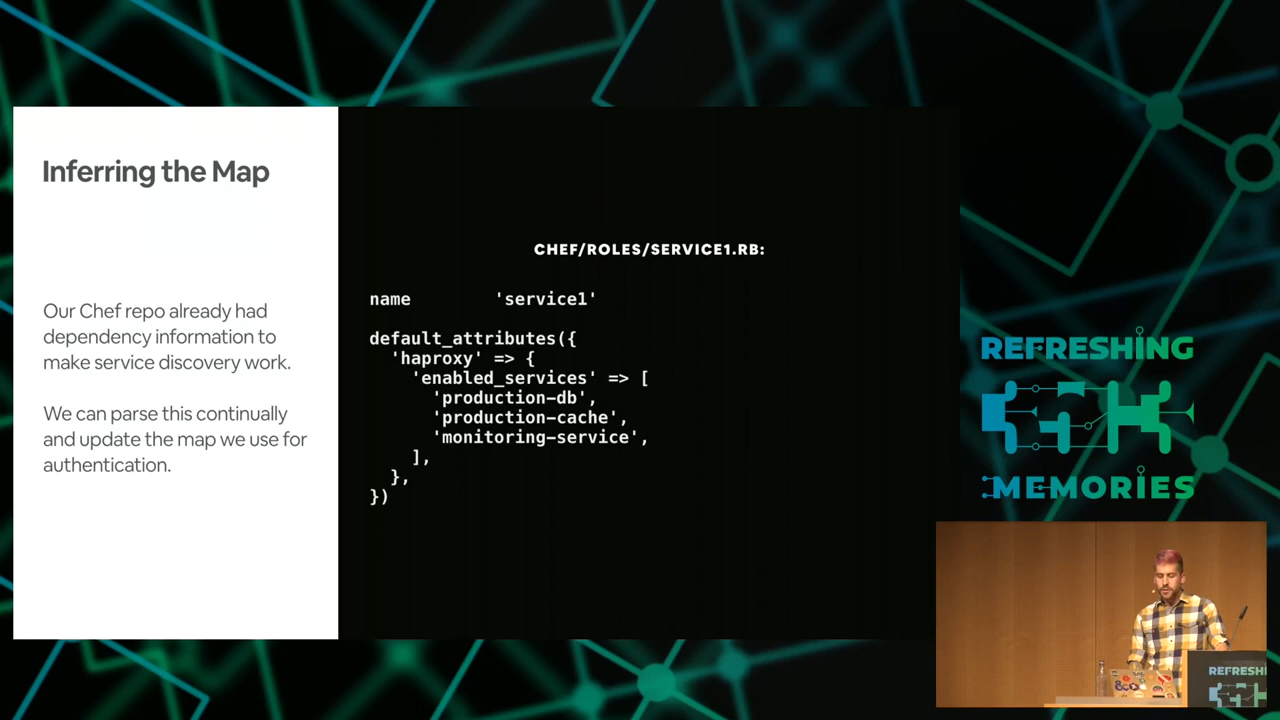 Inferring the Map
Our Chef repo already had
dependency information to
make service discovery work.
We can parse this continually
and update the map we use for
authentication.
CHEF/ROLES/SERVICE1.RB:
name        'service1'
default_attributes({
  'haproxy' => {
    'enabled_services' => [
      'production-db',
      'production-cache',
      'monitoring-service',
    ],
  },
})
REFRESHING
MEMORIES
REFRESHI